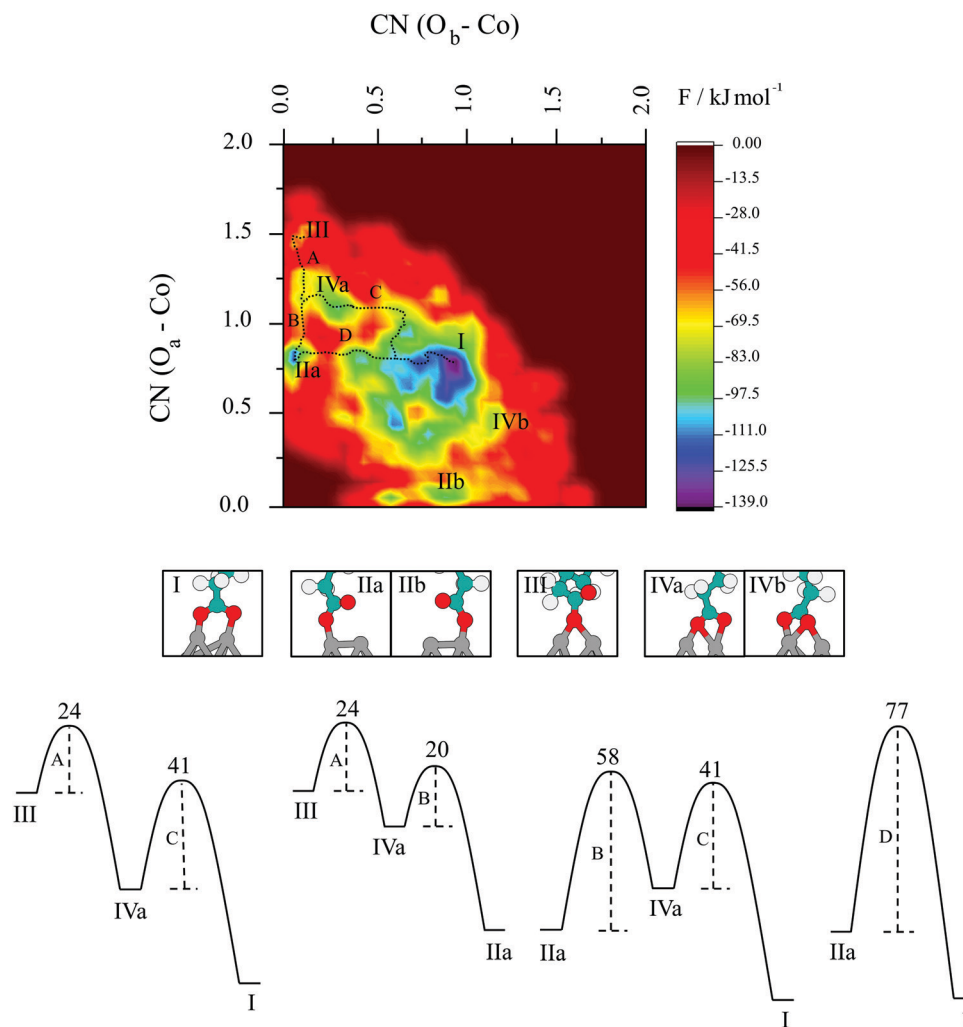 CN (O_b - Co)
F / kJ mol^-1
0.0 0.5 1.0 2.0
2.0
1.5
1.0
0.5
0.0
CN (O_a - Co)
0.00
-13.5
-28.0
-41.5
-55.5
-69.5
-83.0
-97.5
-111.0
-125.5
-139.0
III
A
IVa
C
B
D
I
IIa
IVb
IIb
I IIa IIb III IVa IVb
24 24 77
41 20 58 41
A A B C D
C B
III III
IVa IVa IVa
IIa IIa IIa
I I